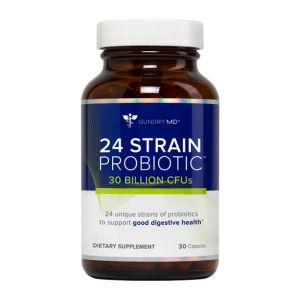 GUNDRY MD®
24 STRAIN
PROBIOTIC™
30 BILLION CFUs
24 unique strains of probiotics
to support good digestive health*
DIETARY SUPPLEMENT 30 Capsules